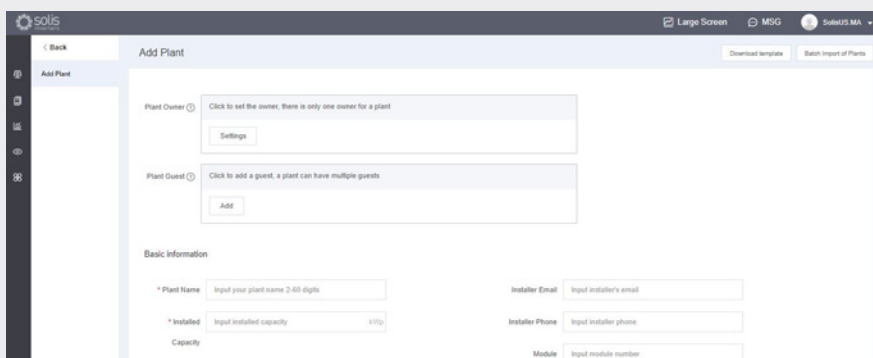 solis
Large Screen
MSG
SolisUS.MA
< Back
Add Plant
Download template
Batch Import of Plants
Add Plant
Plant Owner ?
Click to set the owner, there is only one owner for a plant
Settings
Plant Guest ?
Click to add a guest, a plant can have multiple guests
Add
Basic information
* Plant Name
Input your plant name 2-60 digits
Installer Email
Input installer's email
* Installed Capacity
Input installed capacity
kWp
Installer Phone
Input installer phone
Module
Input module number